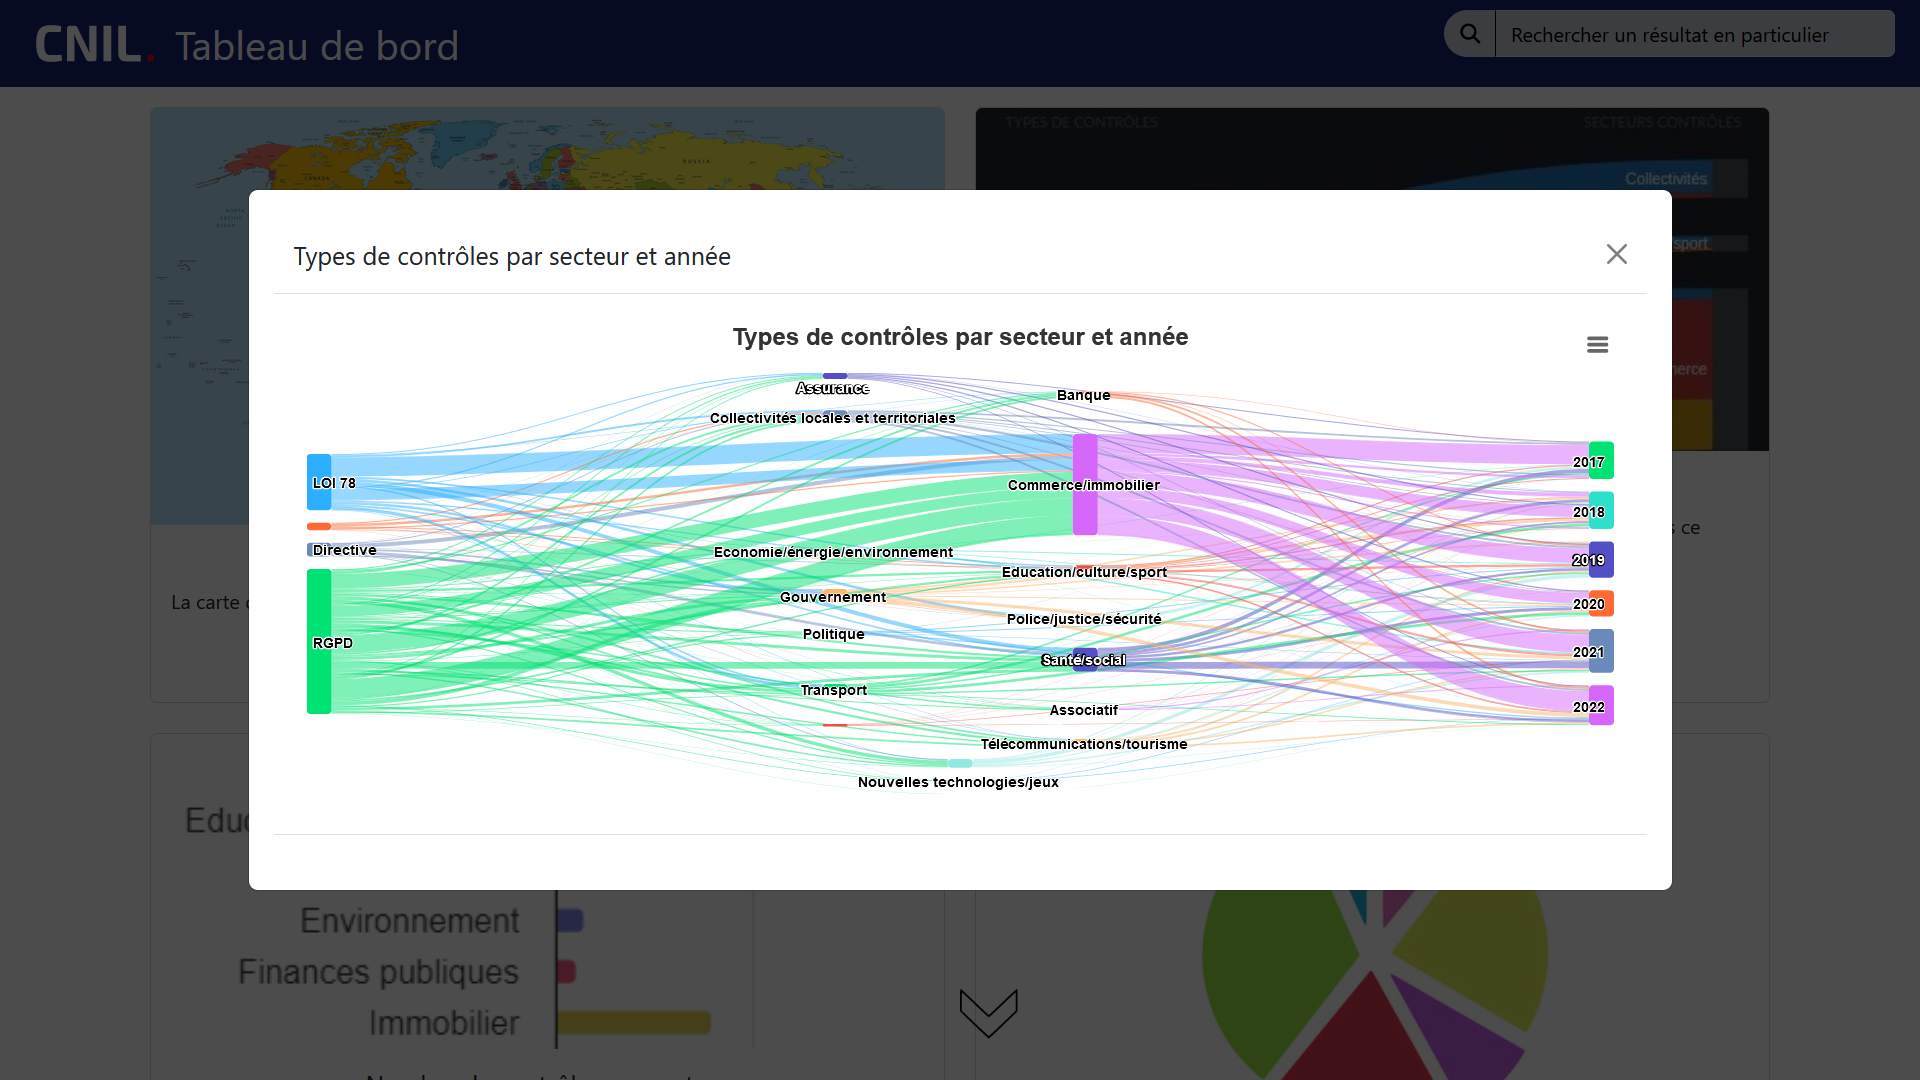 CNIL. Tableau de bord
Rechercher un résultat en particulier
TYPES DE CONTRÔLES
SECTEURS CONTRÔLÉS
RUSSIA
CANADA
Collectivités
Types de contrôles par secteur et année
Types de contrôles par secteur et année
Assurance
Banque
Collectivités locales et territoriales
2017
LOI 78
Commerce/immobilier
2018
Directive
Economie/énergie/environnement
2019
Education/culture/sport
Gouvernement
2020
Police/justice/sécurité
Politique
RGPD
2021
Santé/social
Transport
2022
Associatif
Télécommunications/tourisme
Nouvelles technologies/jeux
La carte
ce
Environnement
Finances publiques
Immobilier